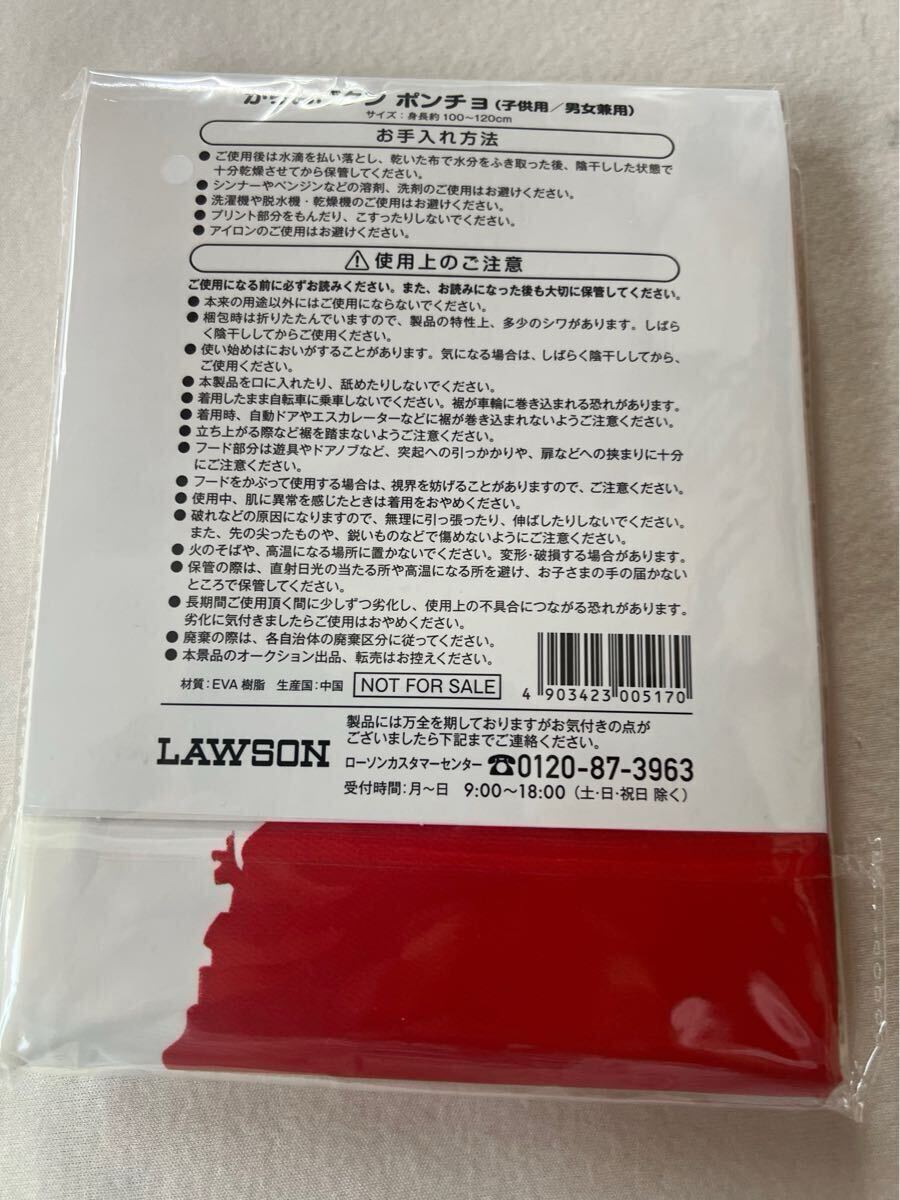 クン ポンチョ(子供用/男女兼用)
サイズ:身長約100~120cm
お手入れ方法
● ご使用後は水滴を払い落とし、乾いた布で水分をふき取った後、陰干しした状態で
十分乾燥させてから保管してください。
● シンナーやベンジンなどの溶剤、洗剤のご使用はお避けください。
● 洗濯機や脱水機・乾燥機のご使用はお避けください。
● プリント部分をもんだり、こすったりしないでください。
● アイロンのご使用はお避けください。
⚠使用上のご注意
ご使用になる前に必ずお読みください。また、お読みになった後も大切に保管してください。
● 本来の用途以外にはご使用にならないでください。
● 梱包時は折りたたんでいますので、製品の特性上、多少のシワがあります。しばら
く陰干ししてからご使用ください。
● 使い始めはにおいがすることがあります。気になる場合は、しばらく陰干ししてから、
ご使用ください。
● 本製品を口に入れたり、舐めたりしないでください。
● 着用したまま自転車に乗車しないでください。裾が車輪に巻き込まれる恐れがあります。
● 着用時、自動ドアやエスカレーターなどに裾が巻き込まれないようご注意ください。
● 立ち上がる際など裾を踏まないようご注意ください。
● フード部分は遊具やドアノブなど、突起への引っかかりや、扉などへの挟まりに十分
にご注意ください。
● フードをかぶって使用する場合は、視界を妨げることがありますので、ご注意ください。
● 使用中、肌に異常を感じたときは着用をおやめください。
● 破れなどの原因になりますので、無理に引っ張ったり、伸ばしたりしないでください。
また、先の尖ったものや、鋭いものなどで傷めないようにご注意ください。
● 火のそばや、高温になる場所に置かないでください。変形・破損する場合があります。
● 保管の際は、直射日光の当たる所や高温になる所を避け、お子さまの手の届かない
ところで保管してください。
● 長期間ご使用頂く間に少しずつ劣化し、使用上の不具合につながる恐れがあります。
劣化に気付きましたらご使用はおやめください。
● 廃棄の際は、各自治体の廃棄区分に従ってください。
● 本景品のオークション出品、転売はお控えください。
材質:EVA樹脂 生産国:中国 NOT FOR SALE
4 903423 005170
製品には万全を期しておりますがお気付きの点が
ございましたら下記までご連絡ください。
LAWSON ローソンカスタマーセンター ☎0120-87-3963
受付時間:月~日 9:00~18:00(土・日・祝日 除く)